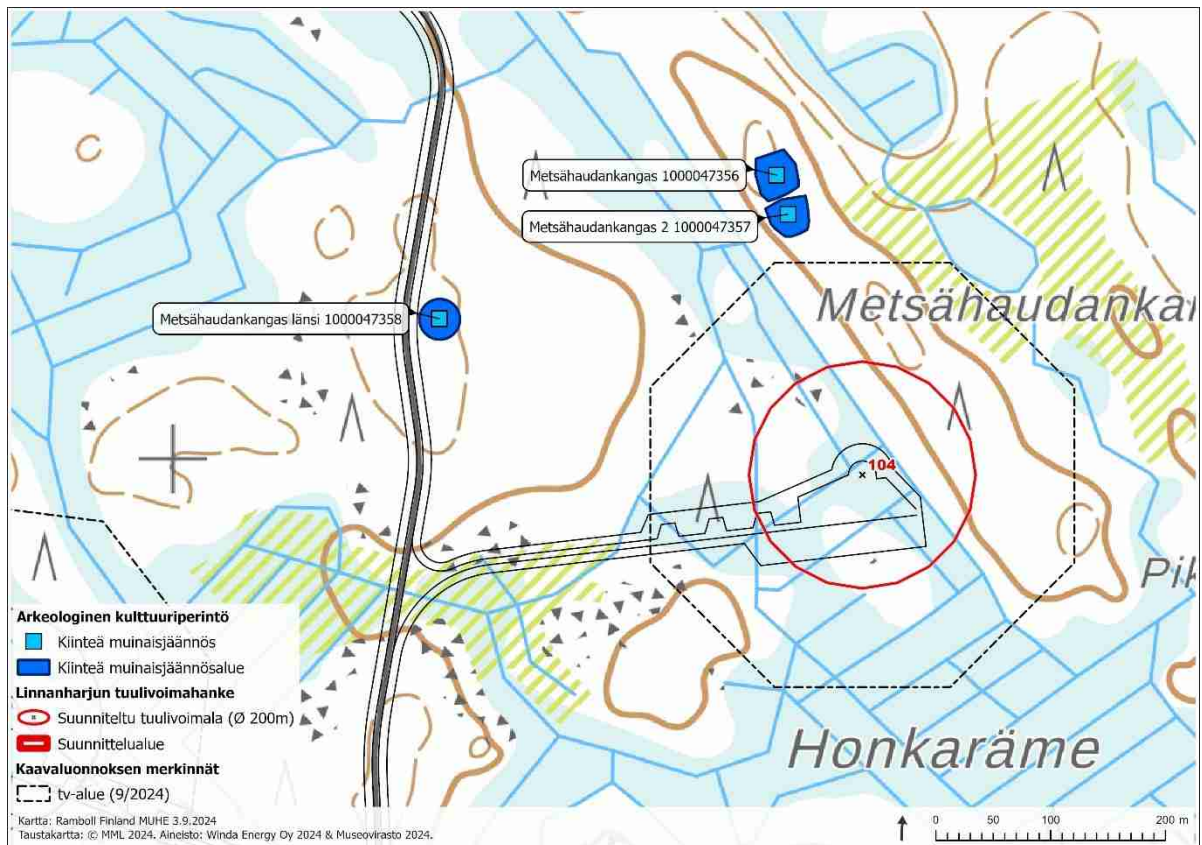 Metsähaudankangas 1000047356
Metsähaudankangas 2 1000047357
Metsähaudankan
Metsähaudankangas länsi 1000047358
104
Pik
Honkaräme
Arkeologinen kulttuuriperintö
Kiinteä muinaisjäännös
Kiinteä muinaisjäännösalue
Linnanharjun tuulivoimahanke
Suunniteltu tuulivoimala (Ø 200m)
Suunnittelualue
Kaavaluonnoksen merkinnät
tv-alue (9/2024)
Kartta: Ramboll Finland MUHE 3.9.2024
Taustakartta: © MML 2024. Aineisto: Winda Energy Oy 2024 & Museovirasto 2024.
0 50 100 200 m